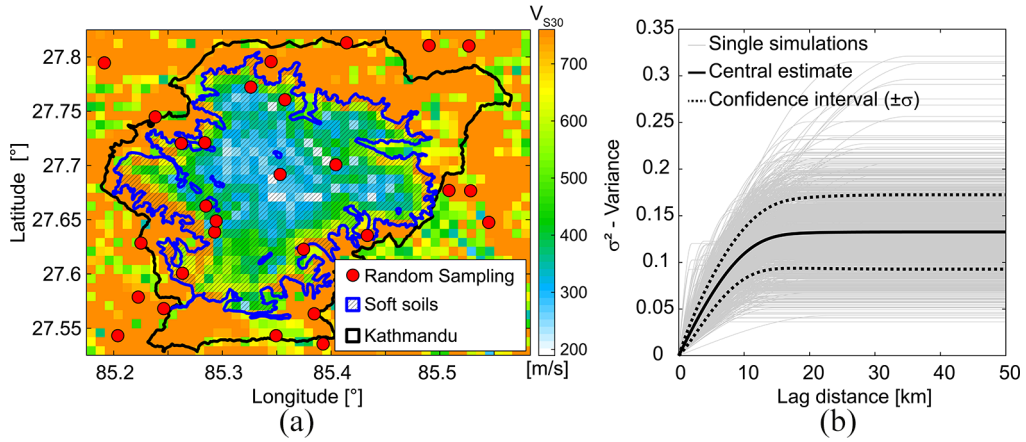 V_S30
27.8
27.75
27.7
27.65
27.6
27.55
Latitude [°]
85.2
85.3
85.4
85.5
Longitude [°]
Random Sampling
Soft soils
Kathmandu
700
600
500
400
300
200
[m/s]
(a)
0.35
0.3
0.25
0.2
0.15
0.1
0.05
0
σ² - Variance
Single simulations
Central estimate
Confidence interval (±σ)
0
10
20
30
40
50
Lag distance [km]
(b)